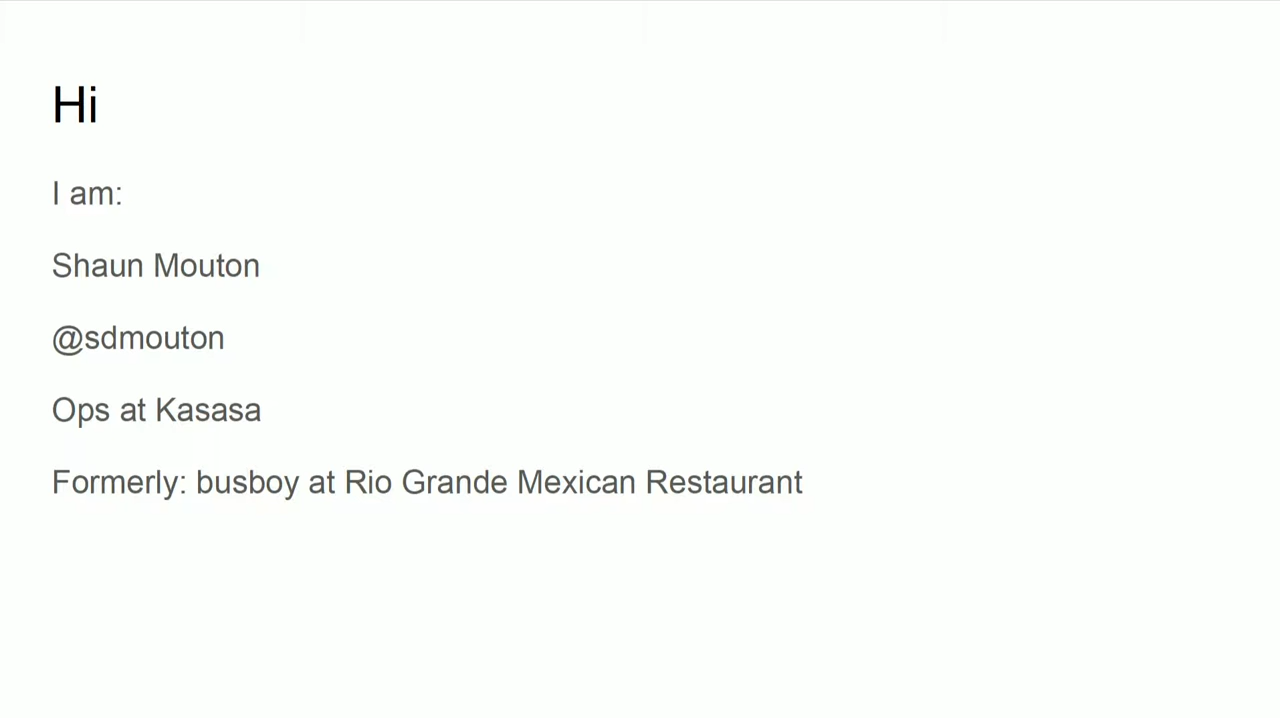 Hi
I am:
Shaun Mouton
@sdmouton
Ops at Kasasa
Formerly: busboy at Rio Grande Mexican Restaurant